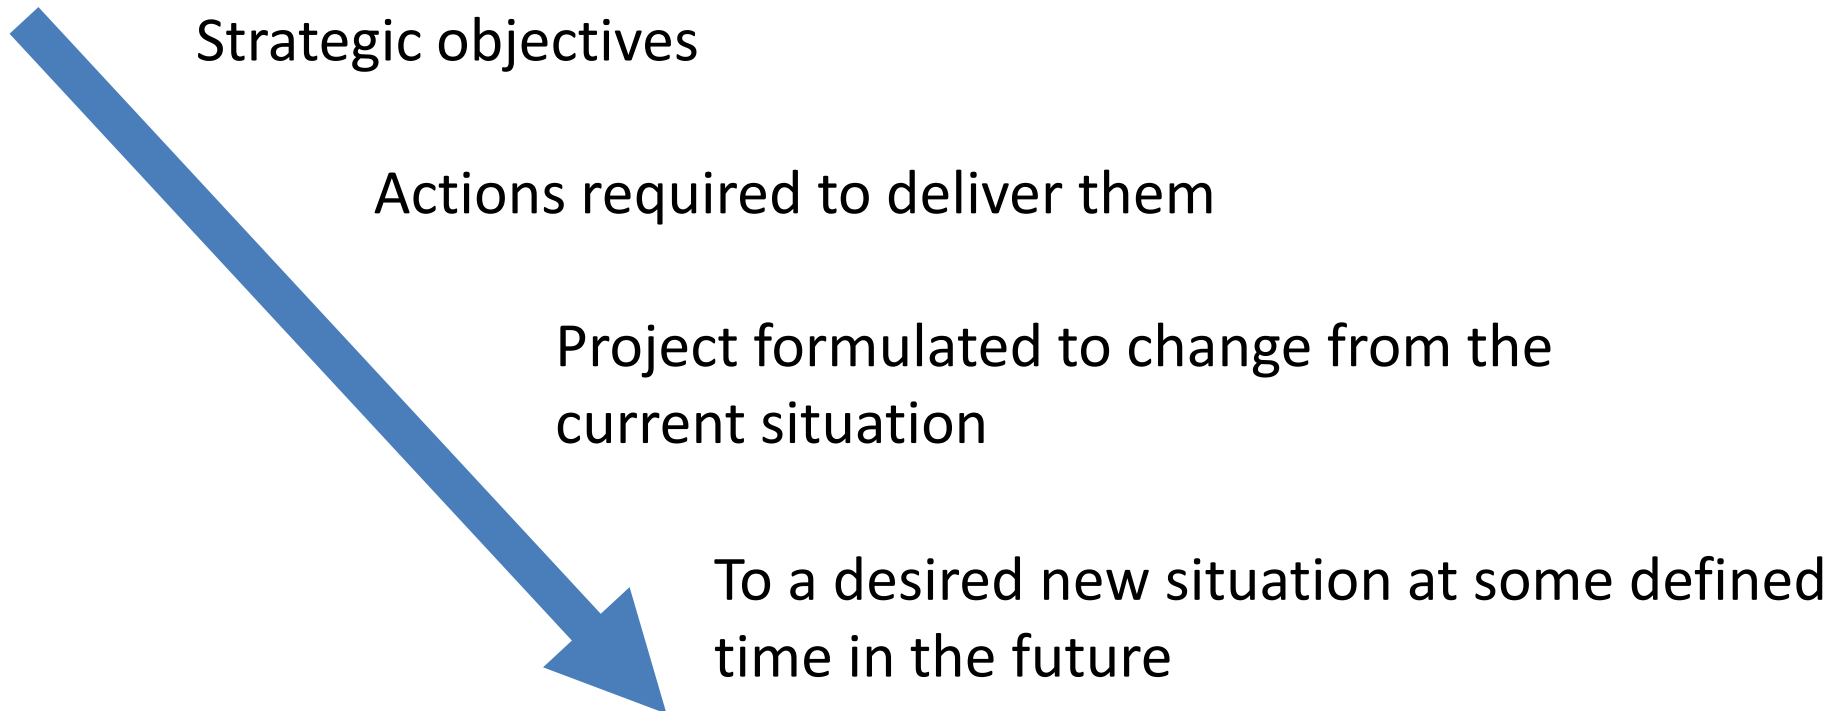 Strategic objectives
Actions required to deliver them
Project formulated to change from the
current situation
To a desired new situation at some defined
time in the future